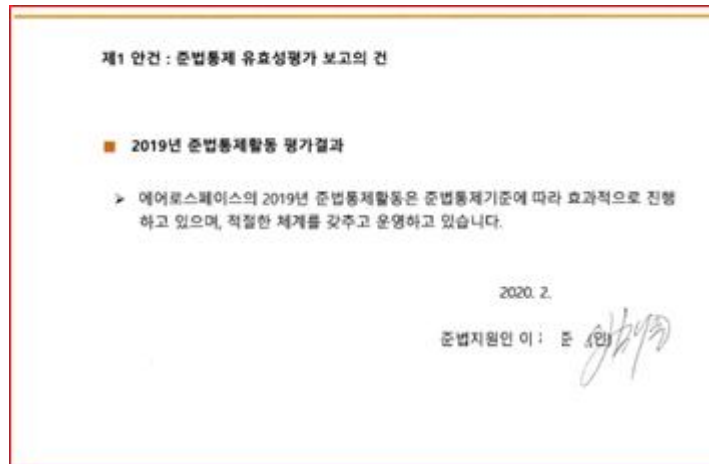 제1 안건 : 준법통제 유효성평가 보고의 건
■ 2019년 준법통제활동 평가결과
➤ 에어로스페이스의 2019년 준법통제활동은 준법통제기준에 따라 효과적으로 진행
하고 있으며, 적절한 체계를 갖추고 운영하고 있습니다.
2020. 2.
준법지원인 이 준 (인)